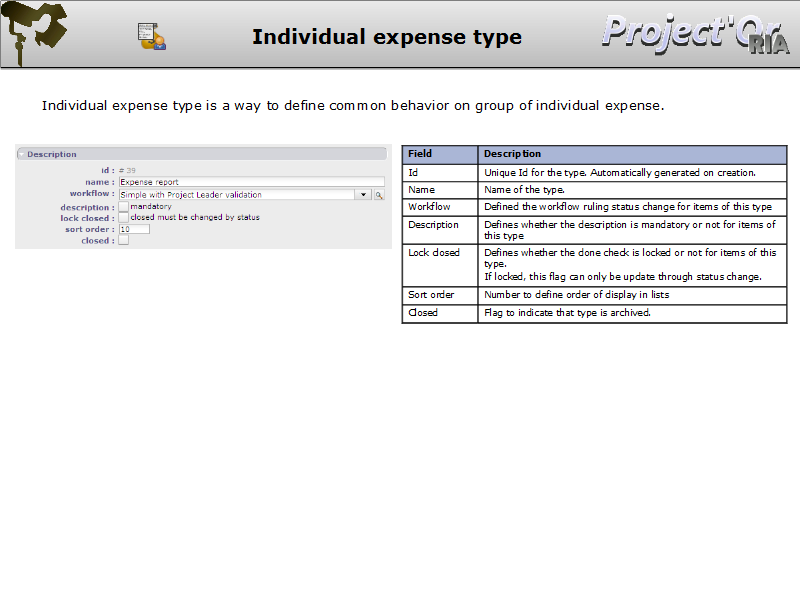 Individual expense type
Project'Or
RIA
Individual expense type is a way to define common behavior on group of individual expense.
Description
id : # 39
name : Expense report
workflow : Simple with Project Leader validation
description : mandatory
lock closed : closed must be changed by status
sort order : 10
closed :
Field Description
Id Unique Id for the type. Automatically generated on creation.
Name Name of the type.
Workflow Defined the workflow ruling status change for items of this type
Description Defines whether the description is mandatory or not for items of
this type
Lock closed Defines whether the done check is locked or not for items of this
type.
If locked, this flag can only be update through status change.
Sort order Number to define order of display in lists
Closed Flag to indicate that type is archived.